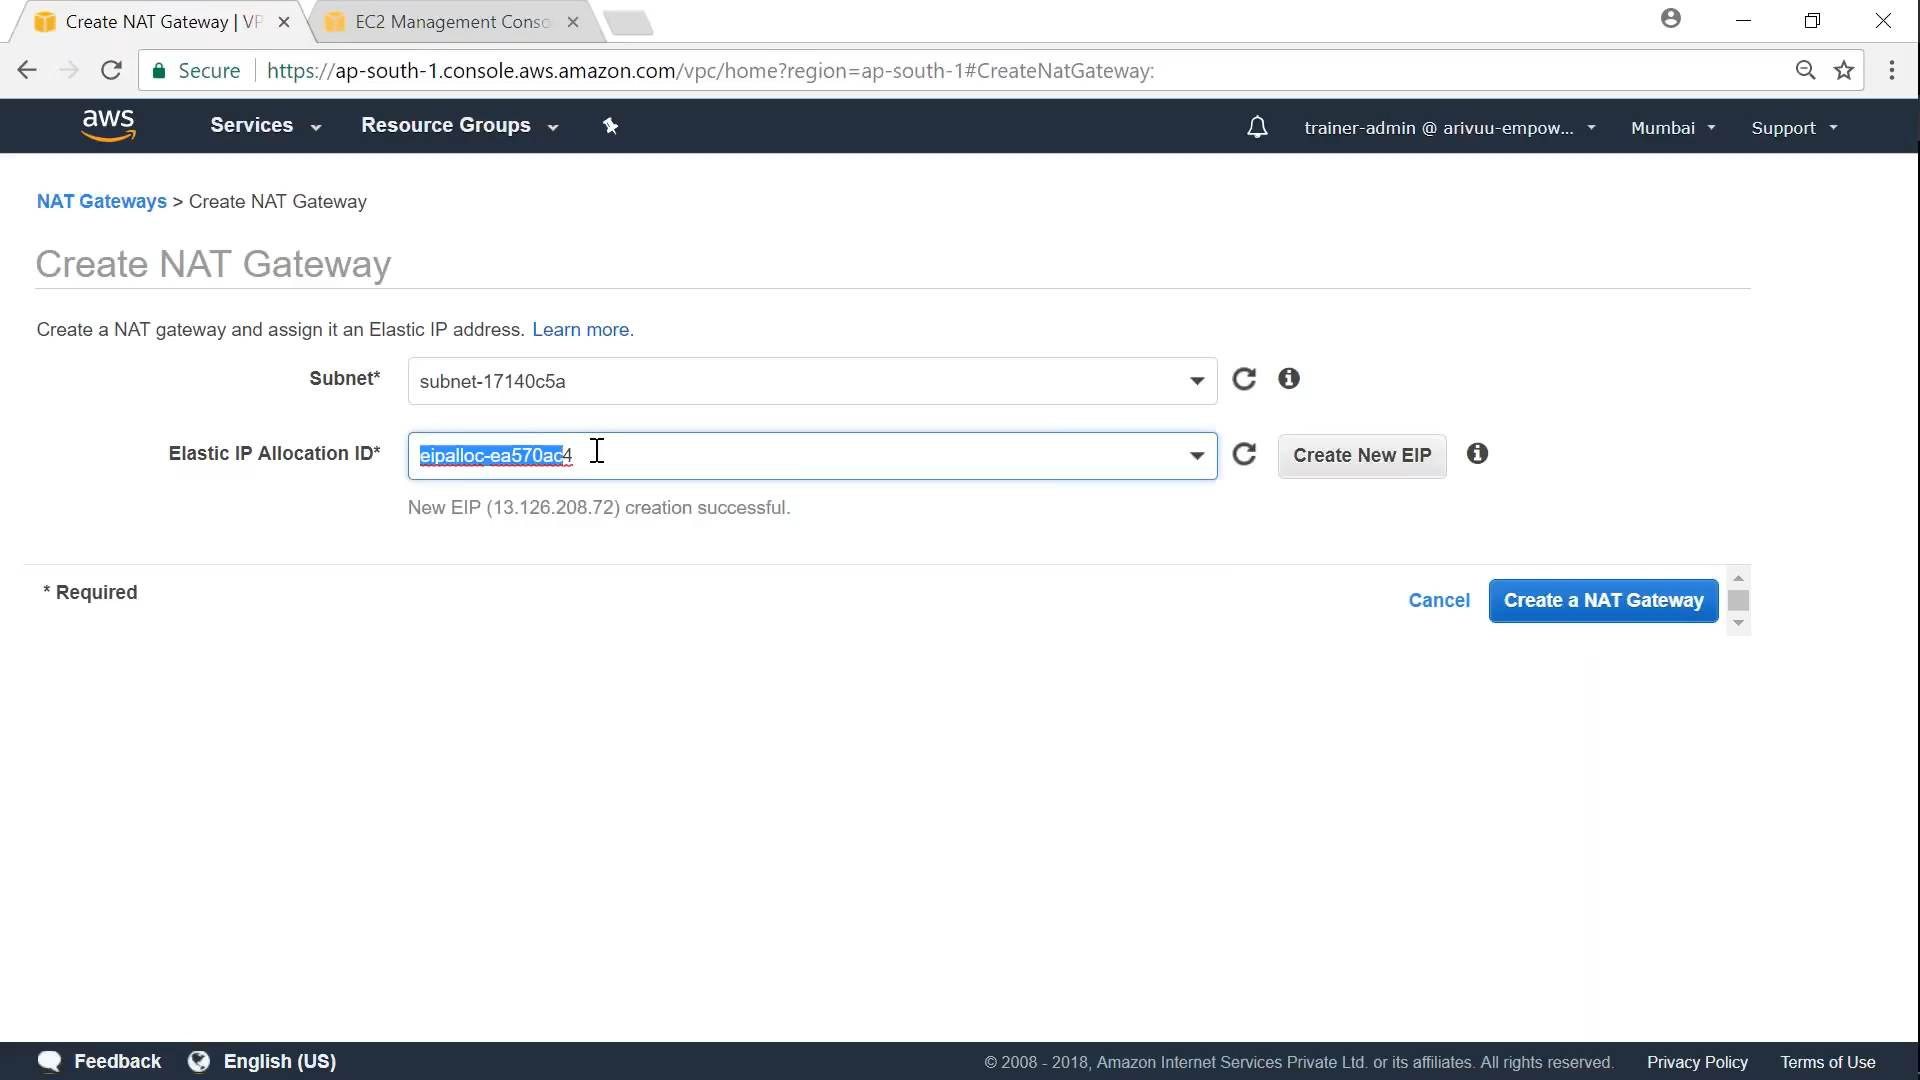 Create NAT Gateway | VP
EC2 Management Conso
Secure https://ap-south-1.console.aws.amazon.com/vpc/home?region=ap-south-1#CreateNatGateway:
aws Services Resource Groups trainer-admin @ arivuu-empow... Mumbai Support
NAT Gateways > Create NAT Gateway
Create NAT Gateway
Create a NAT gateway and assign it an Elastic IP address. Learn more.
Subnet* subnet-17140c5a
Elastic IP Allocation ID* eipalloc-ea570ac4 Create New EIP
New EIP (13.126.208.72) creation successful.
* Required Cancel Create a NAT Gateway
Feedback English (US) © 2008 - 2018, Amazon Internet Services Private Ltd. or its affiliates. All rights reserved. Privacy Policy Terms of Use